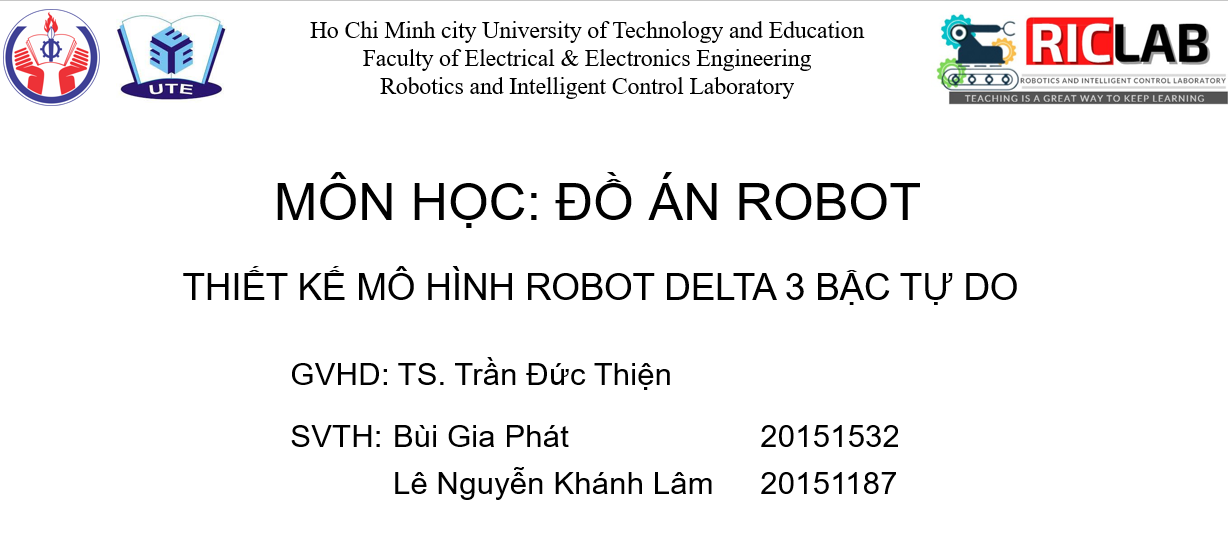 Ho Chi Minh city University of Technology and Education
Faculty of Electrical & Electronics Engineering
Robotics and Intelligent Control Laboratory
UTE
RICLAB
ROBOTICS AND INTELLIGENT CONTROL LABORATORY
TEACHING IS A GREAT WAY TO KEEP LEARNING
MÔN HỌC: ĐỒ ÁN ROBOT
THIẾT KẾ MÔ HÌNH ROBOT DELTA 3 BẬC TỰ DO
GVHD: TS. Trần Đức Thiện
SVTH: Bùi Gia Phát 20151532
Lê Nguyễn Khánh Lâm 20151187